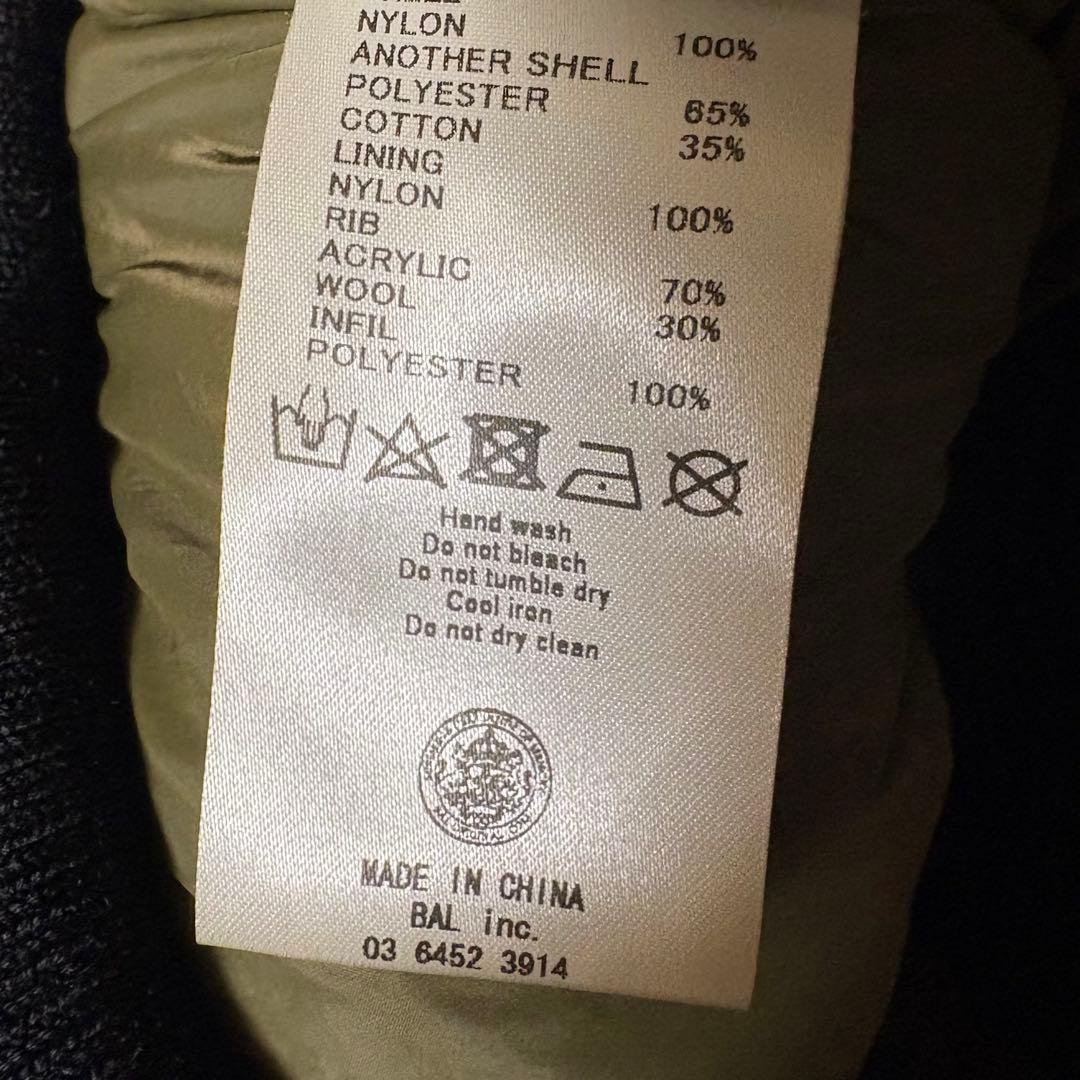 NYLON 100%
ANOTHER SHELL
POLYESTER 65%
COTTON 35%
LINING
NYLON 100%
RIB
ACRYLIC 70%
WOOL 30%
INFIL
POLYESTER 100%
Hand wash
Do not bleach
Do not tumble dry
Cool iron
Do not dry clean
MADE IN CHINA
BAL inc.
03 6452 3914